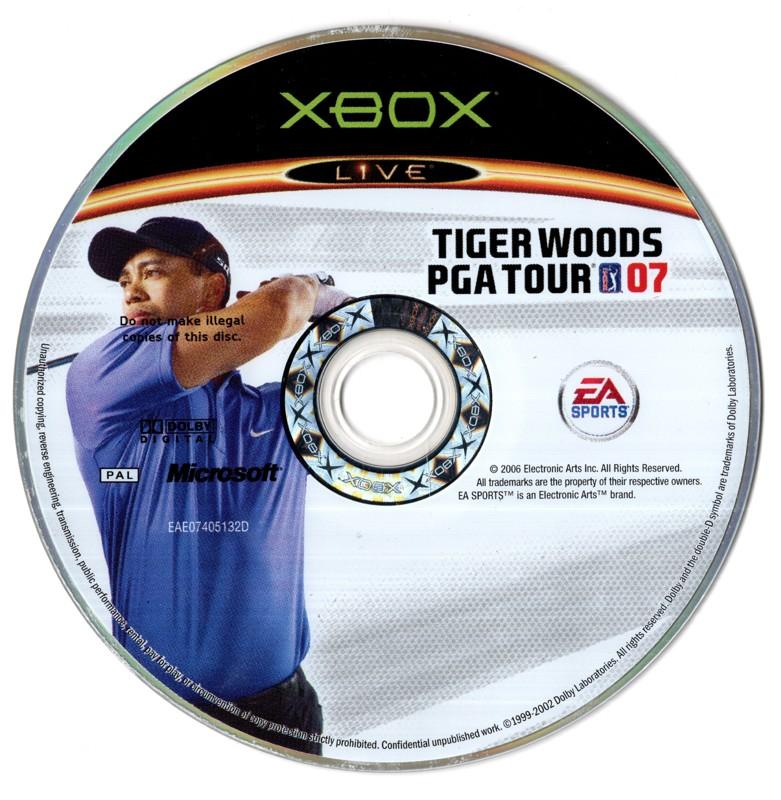 XBOX
LIVE
TIGER WOODS
PGA TOUR 07
Do not make illegal
copies of this disc.
EA
SPORTS™
DOLBY
DIGITAL
PAL
Microsoft®
EAE07405132D
© 2006 Electronic Arts Inc. All Rights Reserved.
All trademarks are the property of their respective owners.
EA SPORTS™ is an Electronic Arts™ brand.
XBOX
Unauthorized copying, reverse engineering, transmission, public performance, rental, pay for play, or circumvention of copy protection strictly prohibited. Confidential unpublished work. ©1999-2002 Dolby Laboratories. All rights reserved. Dolby and the double-D symbol are trademarks of Dolby Laboratories.